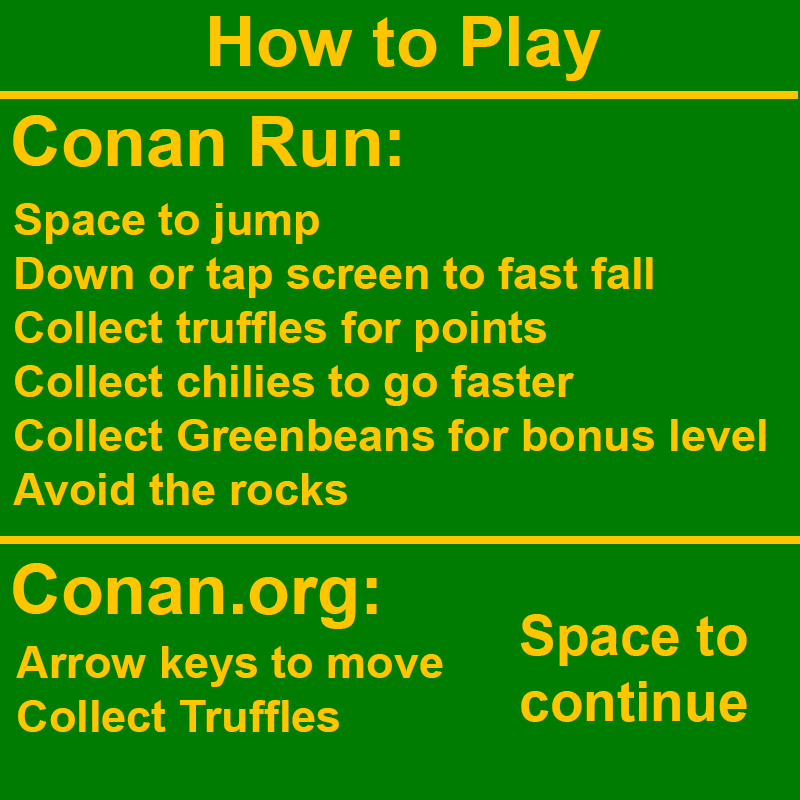 How to Play
Conan Run:
Space to jump
Down or tap screen to fast fall
Collect truffles for points
Collect chilies to go faster
Collect Greenbeans for bonus level
Avoid the rocks
Conan.org:
Arrow keys to move
Collect Truffles
Space to
continue